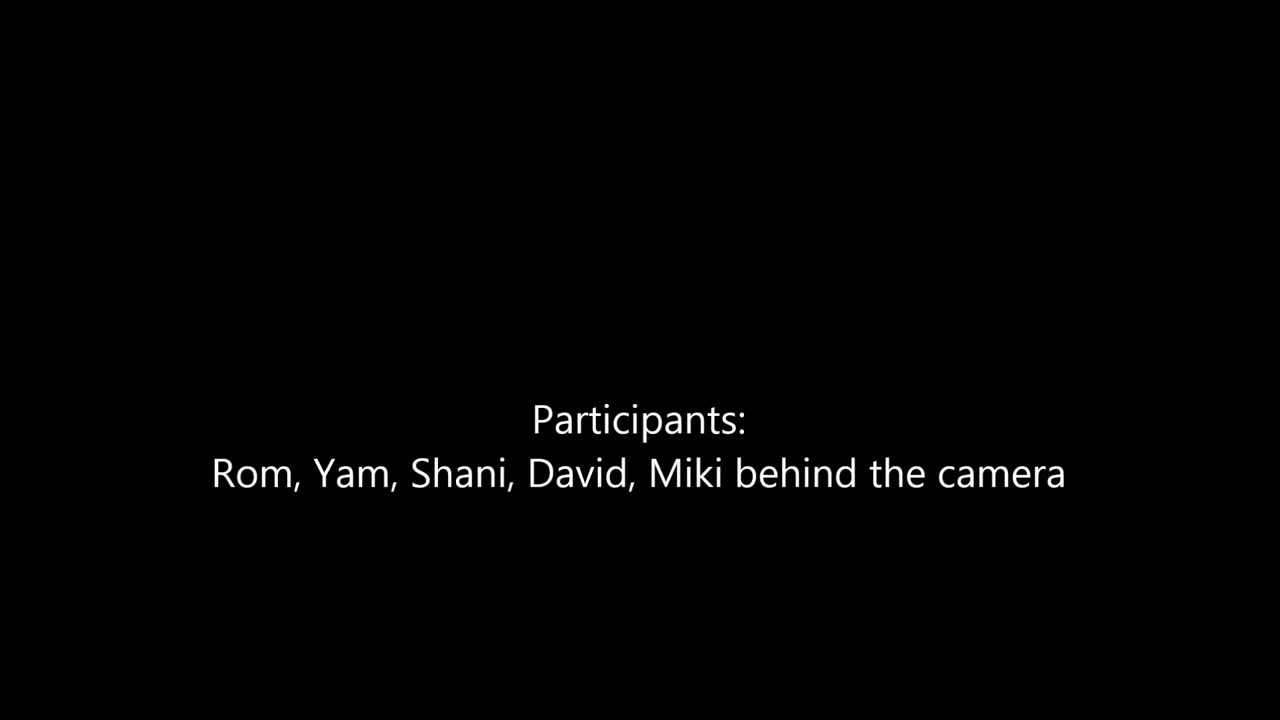 Participants:
Rom, Yam, Shani, David, Miki behind the camera